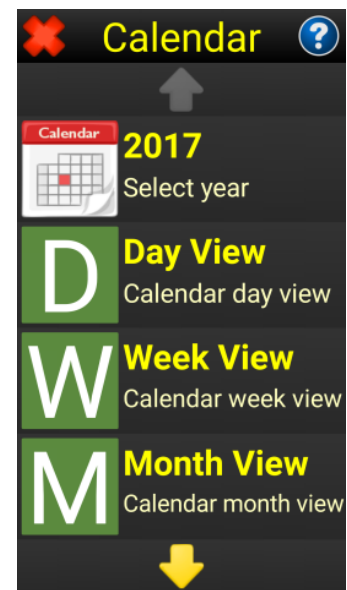 Calendar
?
Calendar
2017
Select year
D
Day View
Calendar day view
W
Week View
Calendar week view
M
Month View
Calendar month view